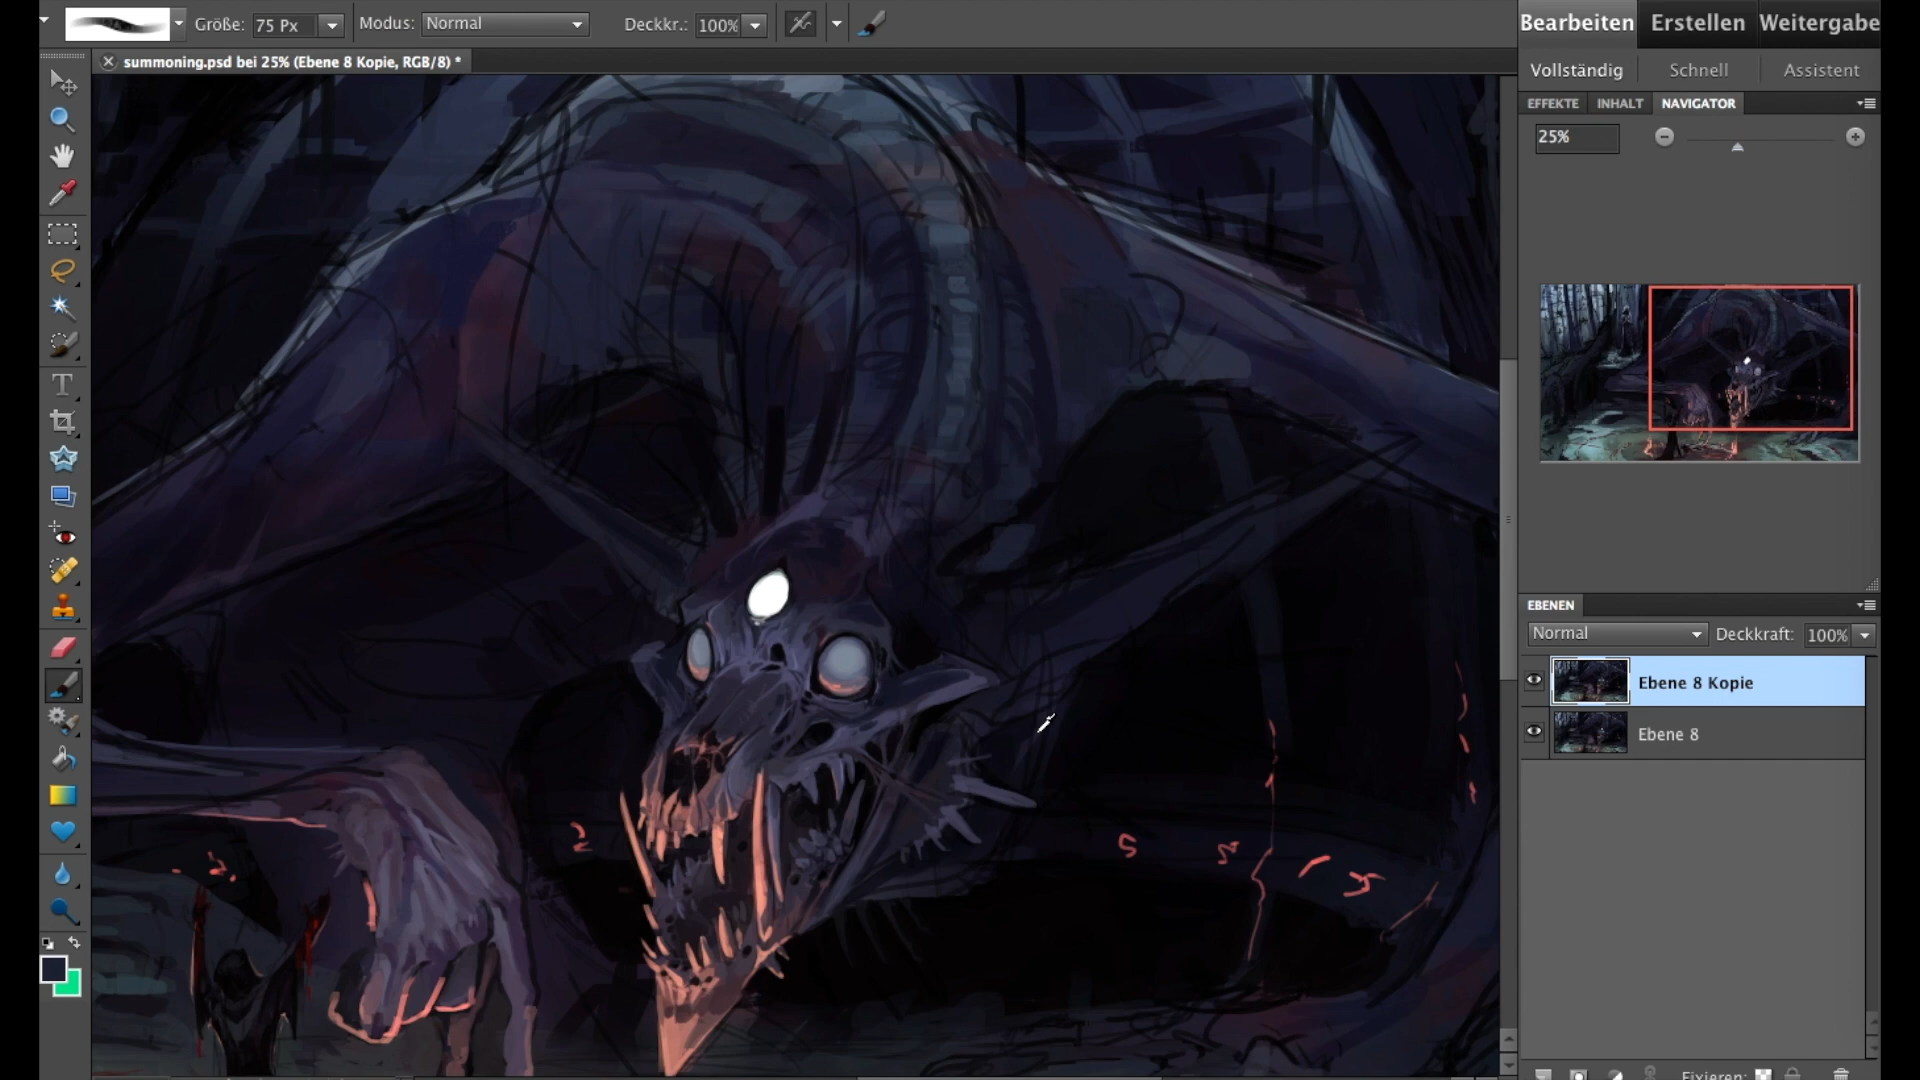 Größe: 75 Px Modus: Normal Deckkr.: 100%
Bearbeiten Erstellen Weitergabe
summoning.psd bei 25% (Ebene 8 Kopie, RGB/8) *
Vollständig Schnell Assistent
EFFEKTE INHALT NAVIGATOR
25%
EBENEN
Normal Deckkraft: 100%
Ebene 8 Kopie
Ebene 8
Fixieren: